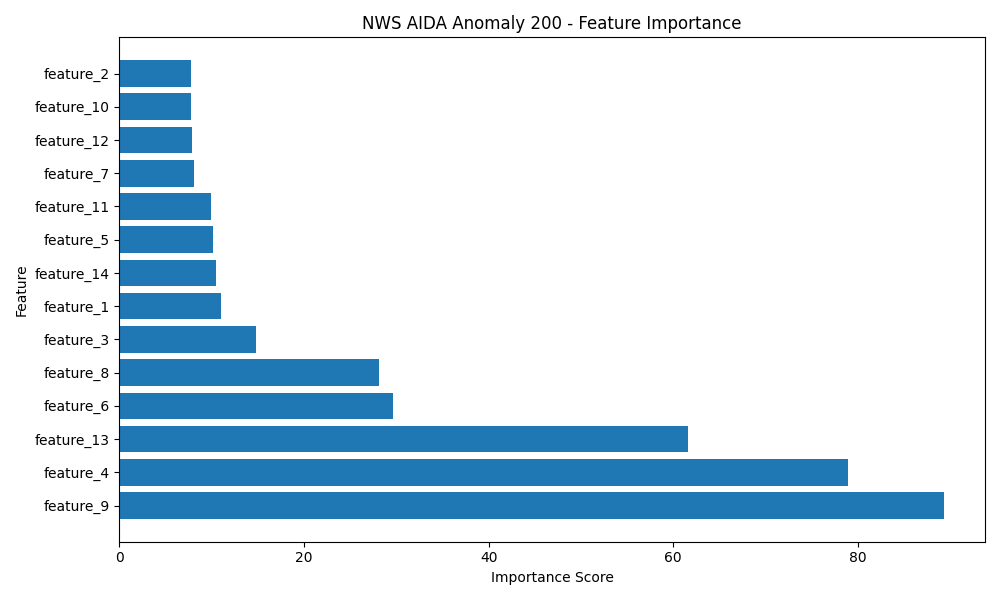 NWS AIDA Anomaly 200 - Feature Importance
feature_2
feature_10
feature_12
feature_7
feature_11
feature_5
feature_14
feature_1
feature_3
feature_8
feature_6
feature_13
feature_4
feature_9
Feature
0 20 40 60 80
Importance Score